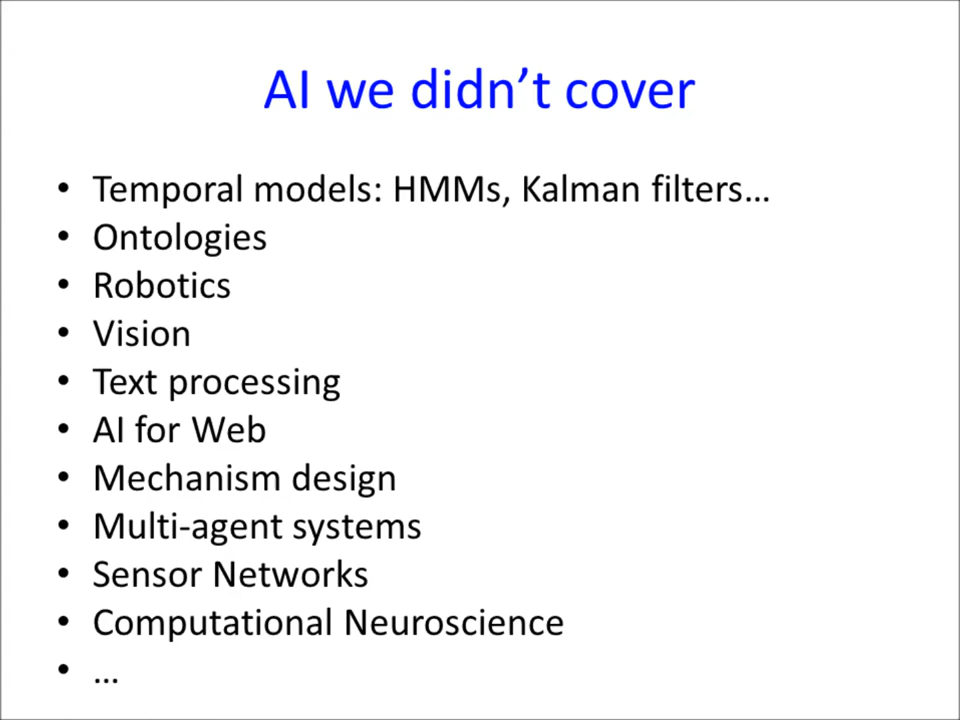 AI we didn’t cover
• Temporal models: HMMs, Kalman filters…
• Ontologies
• Robotics
• Vision
• Text processing
• AI for Web
• Mechanism design
• Multi-agent systems
• Sensor Networks
• Computational Neuroscience
• …